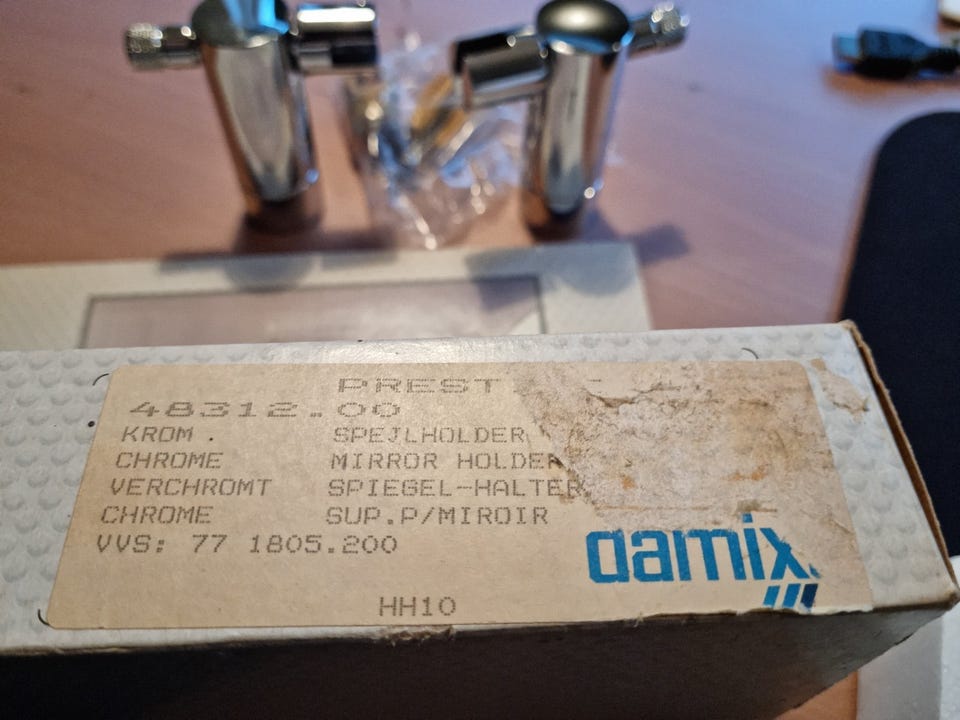 PREST
48312.00
KROM SPEJLHOLDER
CHROME MIRROR HOLDER
VERCHROMT SPIEGEL-HALTER
CHROME SUP.P/MIROIR
VVS: 77 1805.200
damix
HH10